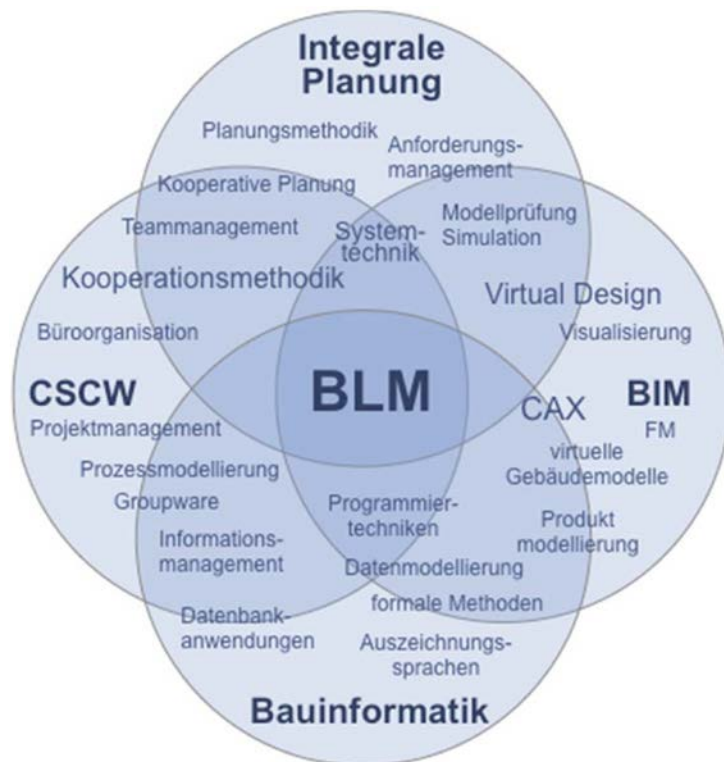 Integrale
Planung
Planungsmethodik
Anforderungs-
management
Kooperative Planung
Teammanagement
System-
technik
Modellprüfung
Simulation
Kooperationsmethodik
Virtual Design
Büroorganisation
Visualisierung
CSCW
BLM
CAX
BIM
Projektmanagement
FM
virtuelle
Gebäudemodelle
Prozessmodellierung
Groupware
Programmier-
techniken
Produkt
modellierung
Informations-
management
Datenmodellierung
formale Methoden
Datenbank-
anwendungen
Auszeichnungs-
sprachen
Bauinformatik